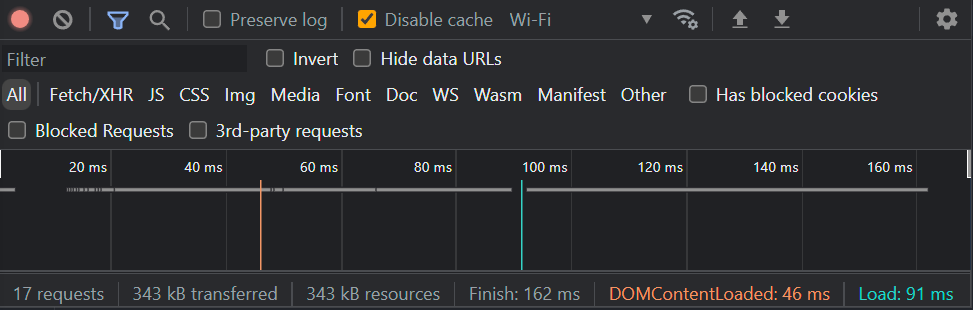 Preserve log Disable cache Wi-Fi
Filter Invert Hide data URLs
All Fetch/XHR JS CSS Img Media Font Doc WS Wasm Manifest Other Has blocked cookies
Blocked Requests 3rd-party requests
20 ms 40 ms 60 ms 80 ms 100 ms 120 ms 140 ms 160 ms
17 requests 343 kB transferred 343 kB resources Finish: 162 ms DOMContentLoaded: 46 ms Load: 91 ms